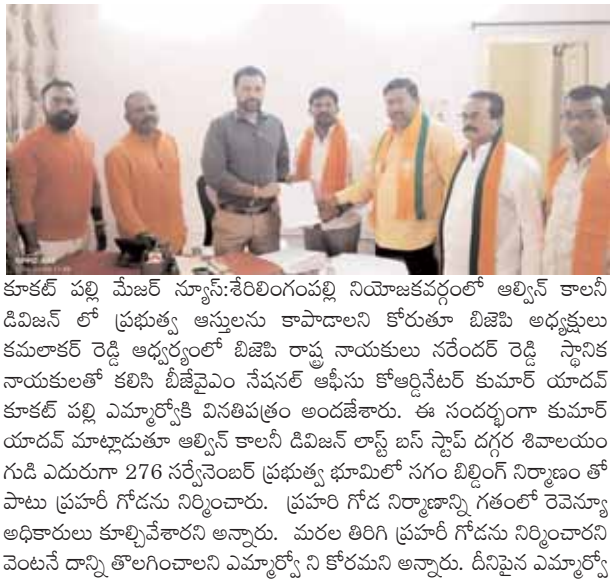 కూకట్ పల్లి మేజర్ న్యూస్:శేరిలింగంపల్లి నియోజకవర్గంలో ఆల్విన్ కాలనీ
డివిజన్ లో ప్రభుత్వ ఆస్తులను కాపాడాలని కోరుతూ బిజెపి అధ్యక్షులు
కమలాకర్ రెడ్డి ఆధ్వర్యంలో బిజెపి రాష్ట్ర నాయకులు నరేందర్ రెడ్డి స్థానిక
నాయకులతో కలిసి బీజేవైఎం నేషనల్ ఆఫీసు కోఆర్డినేటర్ కుమార్ యాదవ్
కూకట్ పల్లి ఎమ్మార్వోకి వినతిపత్రం అందజేశారు. ఈ సందర్భంగా కుమార్
యాదవ్ మాట్లాడుతూ ఆల్విన్ కాలనీ డివిజన్ లాస్ట్ బస్ స్టాప్ దగ్గర శివాలయం
గుడి ఎదురుగా 276 సర్వేనెంబర్ ప్రభుత్వ భూమిలో సగం బిల్డింగ్ నిర్మాణం తో
పాటు ప్రహరీ గోడను నిర్మించారు. ప్రహరి గోడ నిర్మాణాన్ని గతంలో రెవెన్యూ
అధికారులు కూల్చివేశారని అన్నారు. మరల తిరిగి ప్రహరీ గోడను నిర్మించారని
వెంటనే దాన్ని తొలగించాలని ఎమ్మార్వో ని కోరమని అన్నారు. దీనిపైన ఎమ్మార్వో